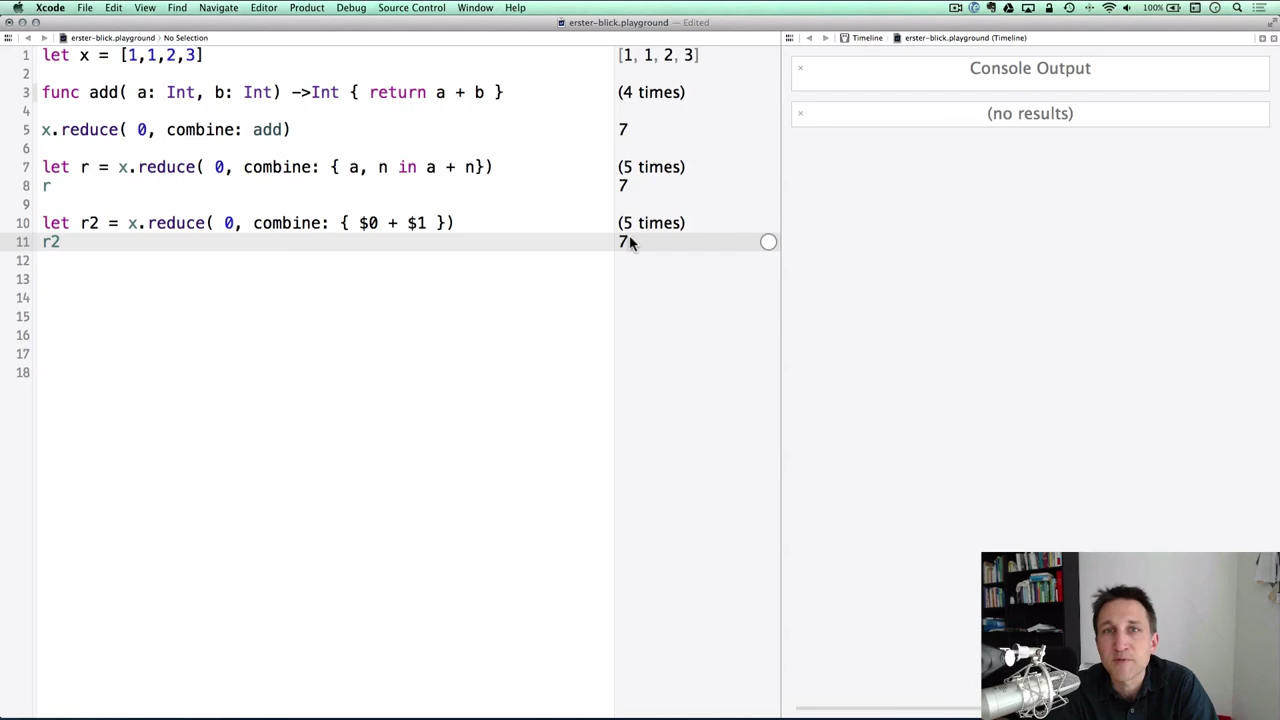 Xcode File Edit View Find Navigate Editor Product Debug Source Control Window Help 100%
erster-blick.playground — Edited
erster-blick.playground › No Selection
Timeline › erster-blick.playground (Timeline)
1 let x = [1,1,2,3] [1, 1, 2, 3]
2
3 func add( a: Int, b: Int) ->Int { return a + b } (4 times)
4
5 x.reduce( 0, combine: add) 7
6
7 let r = x.reduce( 0, combine: { a, n in a + n}) (5 times)
8 r 7
9
10 let r2 = x.reduce( 0, combine: { $0 + $1 }) (5 times)
11 r2 7
12
13
14
15
16
17
18
Console Output
(no results)